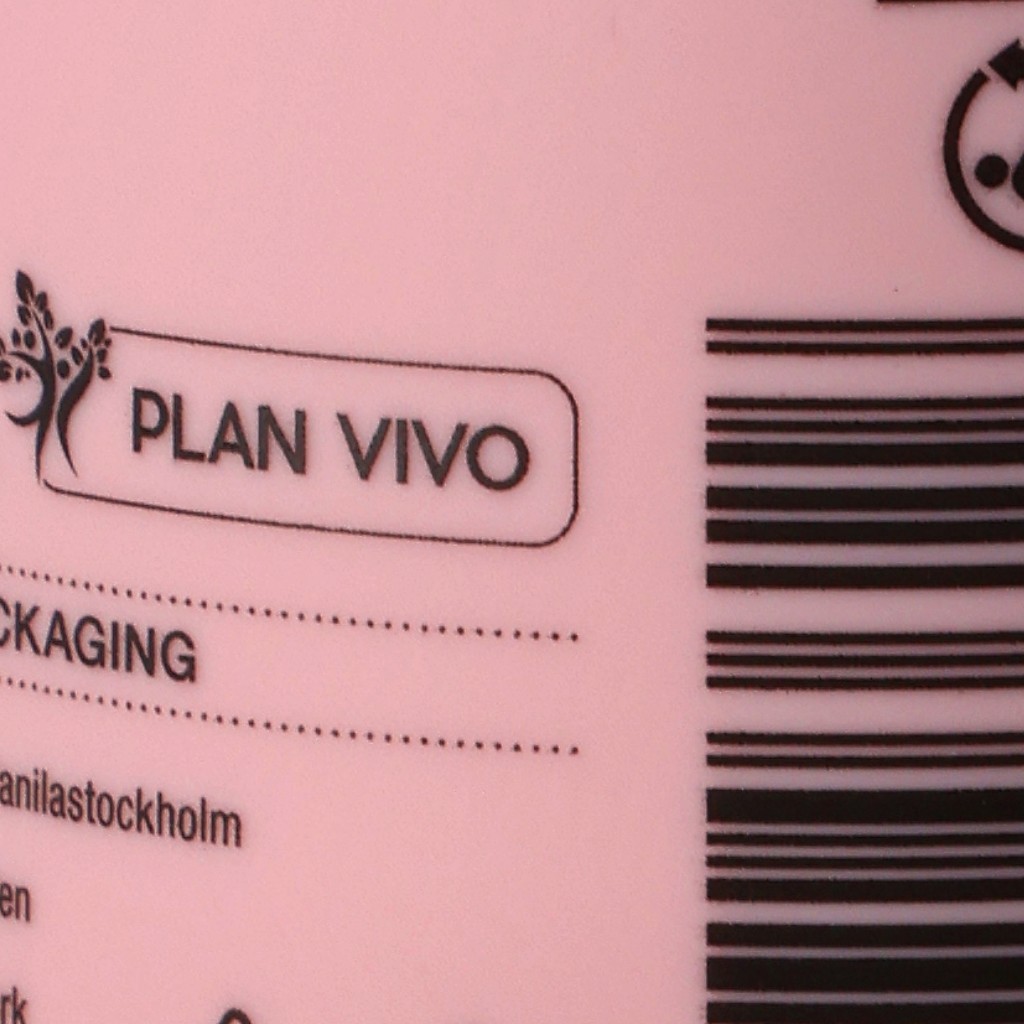 PLAN VIVO
CKAGING
anilastockholm
en
rk